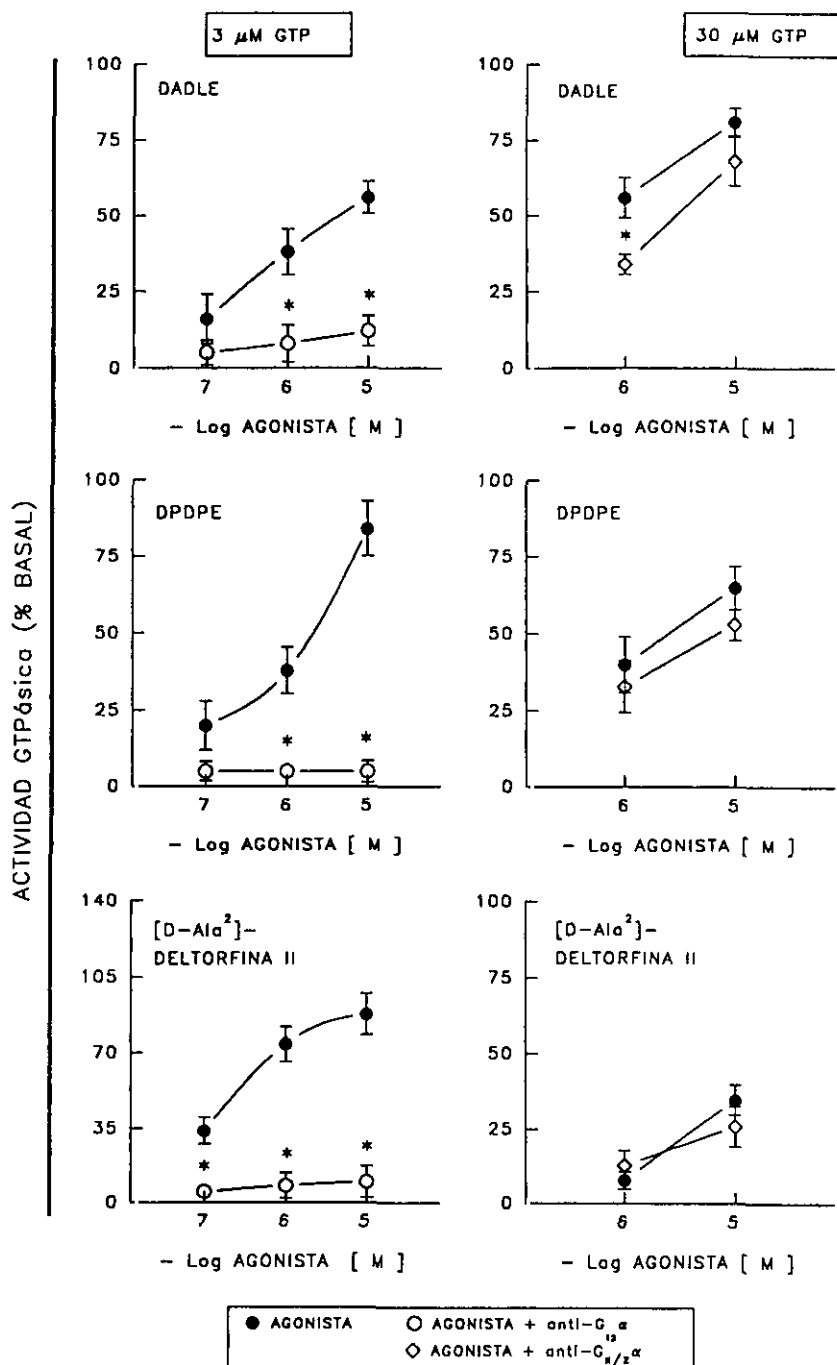 3 μM GTP
30 μM GTP
ACTIVIDAD GTPásica (% BASAL)
100
DADLE
75
50
*
*
25
0
7
6
5
– Log AGONISTA [ M ]
100
DADLE
75
50
*
25
0
6
5
– Log AGONISTA [ M ]
100
DPDPE
75
50
25
*
*
0
7
6
5
– Log AGONISTA [ M ]
100
DPDPE
75
50
25
0
6
5
– Log AGONISTA [ M ]
140
[D-Ala²]-
DELTORFINA II
105
70
35
*
*
*
0
7
6
5
– Log AGONISTA [ M ]
100
[D-Ala²]-
DELTORFINA II
75
50
25
0
6
5
– Log AGONISTA [ M ]
● AGONISTA
○ AGONISTA + anti-G i2 α
◇ AGONISTA + anti-G x/z α